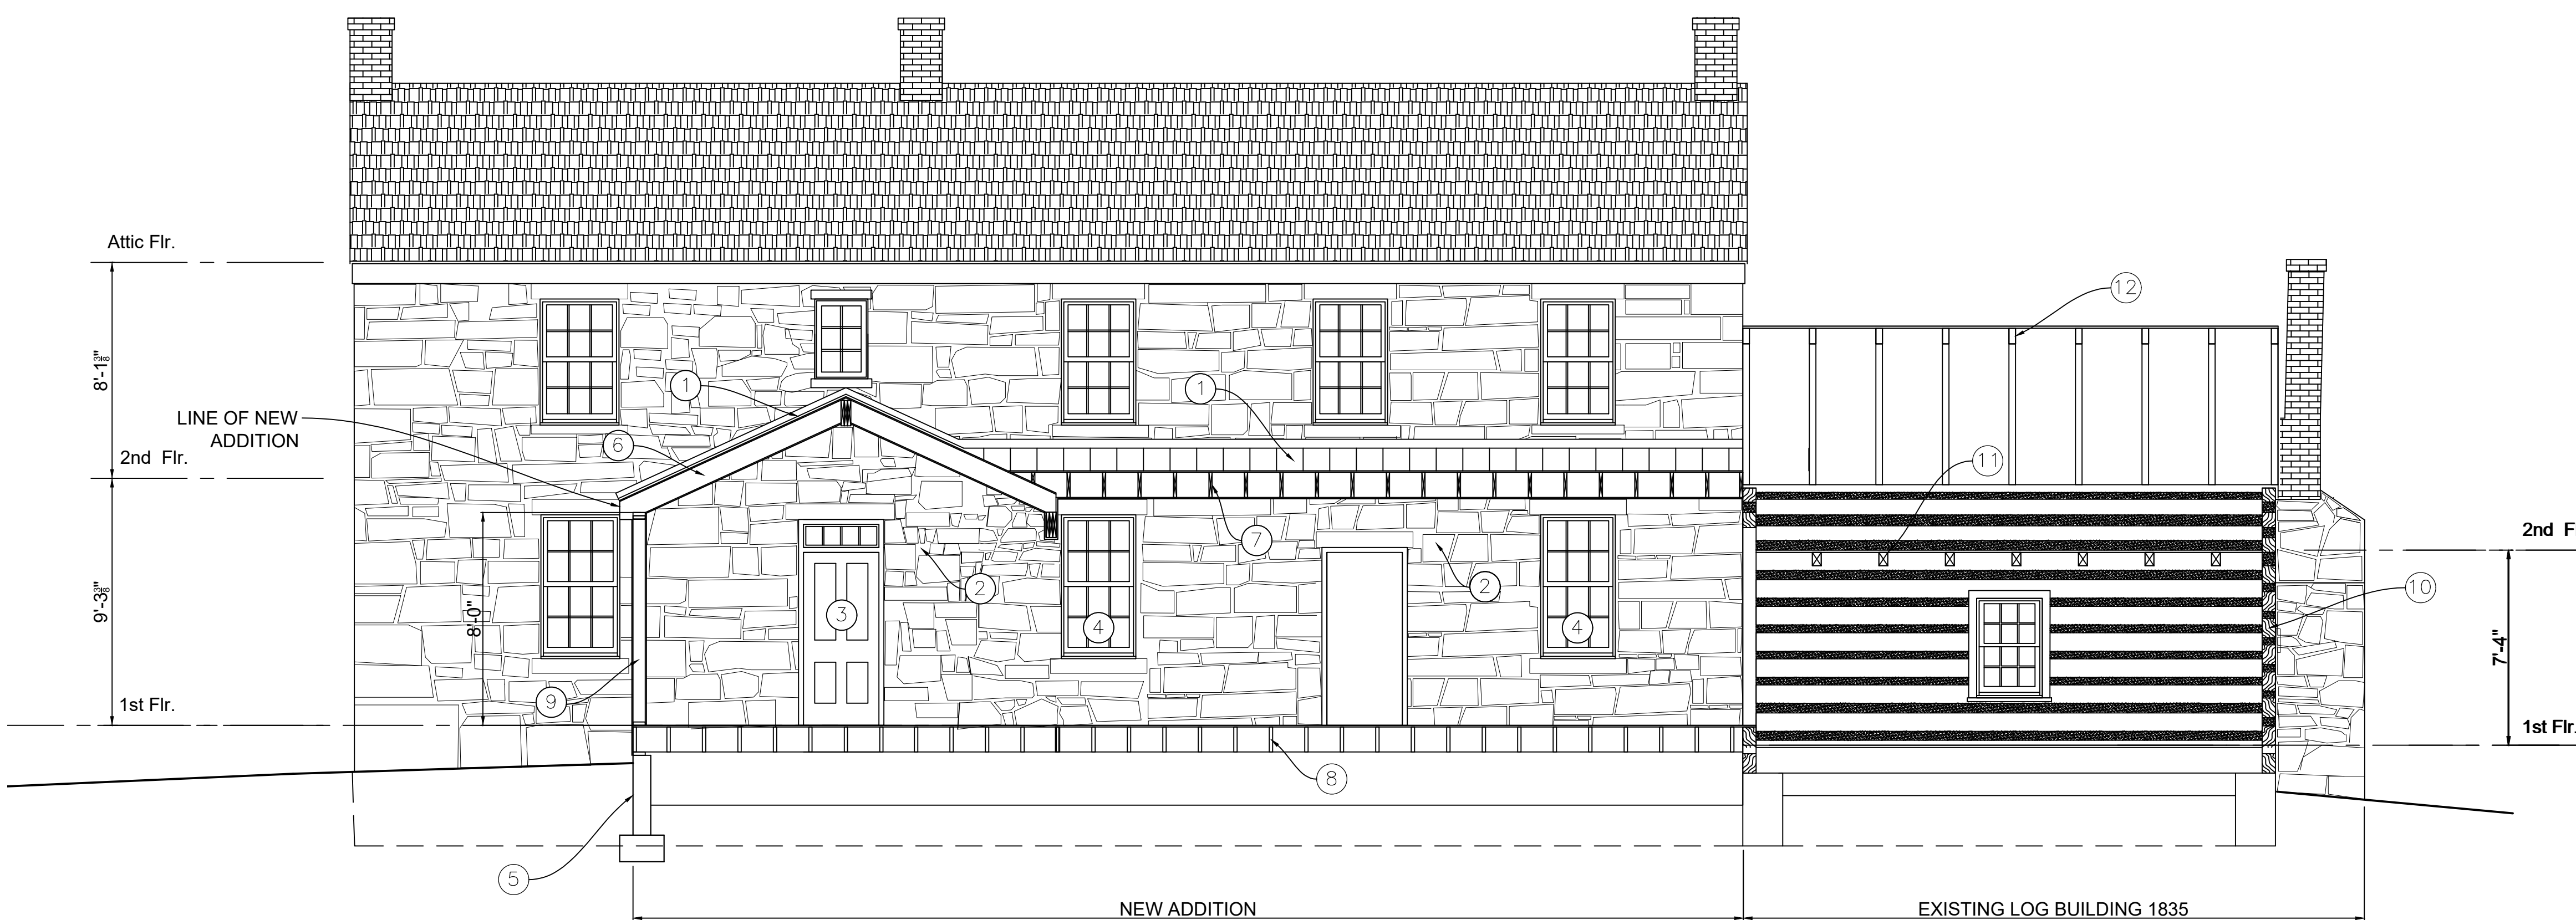 Attic Flr.
8'-1⅛"
LINE OF NEW
ADDITION
2nd Flr.
9'-3⅜"
8'-0"
1st Flr.
1
1
6
7
2
2
3
4
4
9
8
5
12
11
10
2nd F
7'-4"
1st Flr.
NEW ADDITION
EXISTING LOG BUILDING 1835